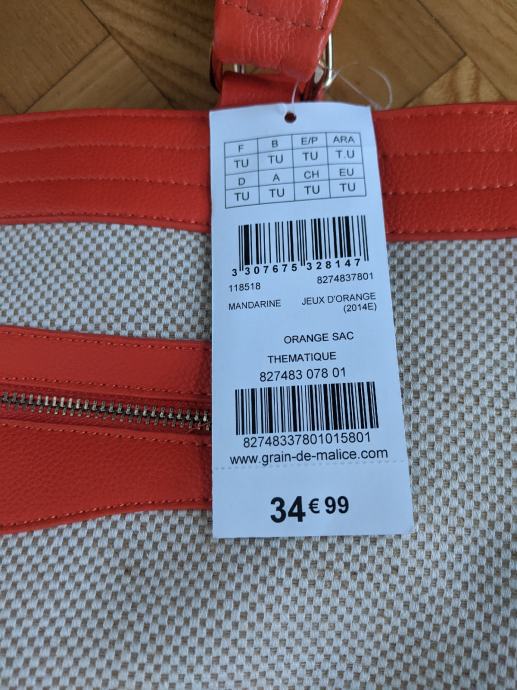 F B E/P ARA
TU TU TU T.U
D A CH EU
TU TU TU TU
3 307675 328147
118518 8274837801
MANDARINE JEUX D'ORANGE
(2014E)
ORANGE SAC
THEMATIQUE
827483 078 01
82748337801015801
www.grain-de-malice.com
34€99